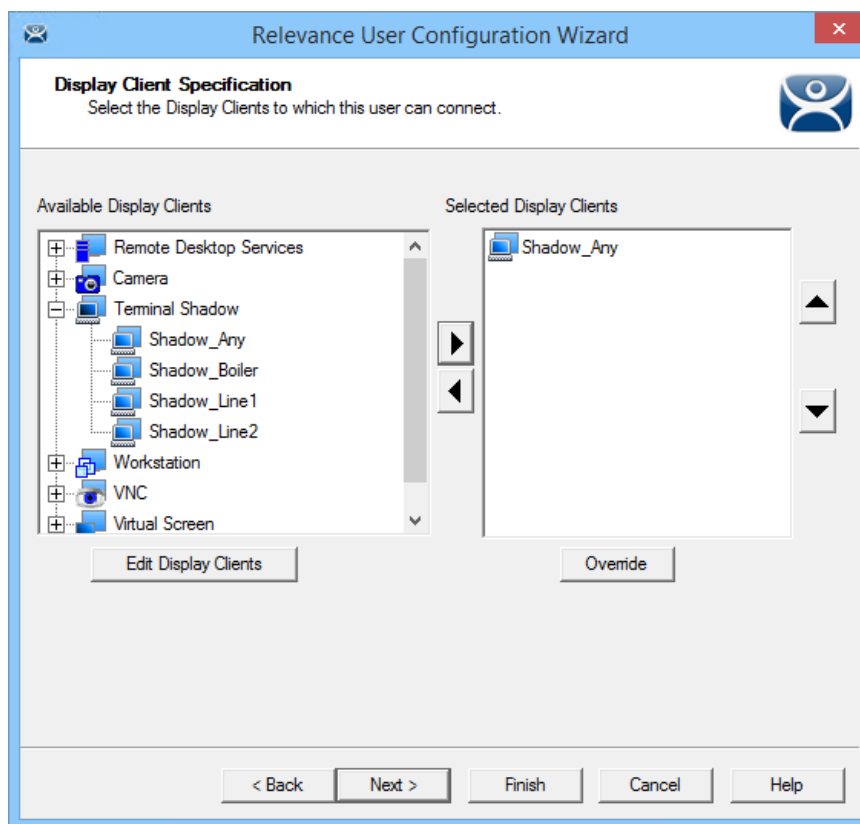 Relevance User Configuration Wizard
Display Client Specification
Select the Display Clients to which this user can connect.
Available Display Clients
Selected Display Clients
Remote Desktop Services
Camera
Terminal Shadow
Shadow_Any
Shadow_Boiler
Shadow_Line1
Shadow_Line2
Workstation
VNC
Virtual Screen
Shadow_Any
Edit Display Clients
Override
< Back
Next >
Finish
Cancel
Help